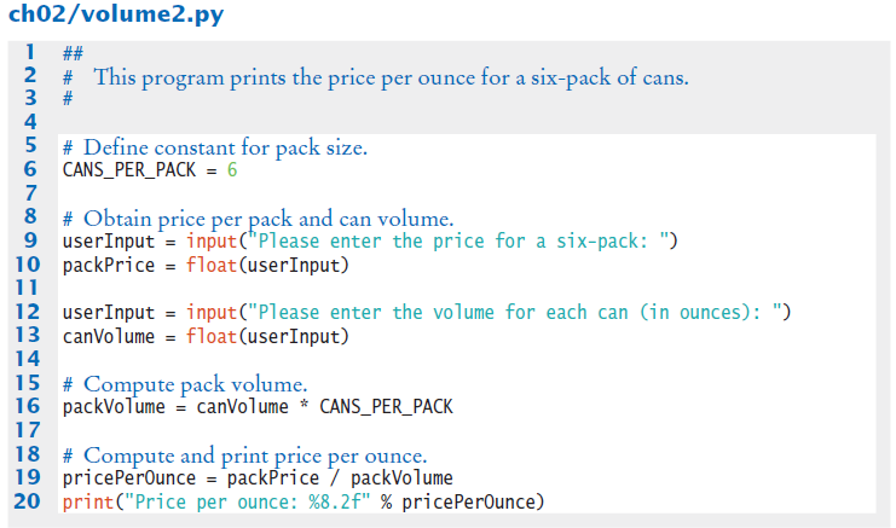 ch02/volume2.py
1 ##
2 # This program prints the price per ounce for a six-pack of cans.
3 #
4
5 # Define constant for pack size.
6 CANS_PER_PACK = 6
7
8 # Obtain price per pack and can volume.
9 userInput = input("Please enter the price for a six-pack: ")
10 packPrice = float(userInput)
11
12 userInput = input("Please enter the volume for each can (in ounces): ")
13 canVolume = float(userInput)
14
15 # Compute pack volume.
16 packVolume = canVolume * CANS_PER_PACK
17
18 # Compute and print price per ounce.
19 pricePerOunce = packPrice / packVolume
20 print("Price per ounce: %8.2f" % pricePerOunce)